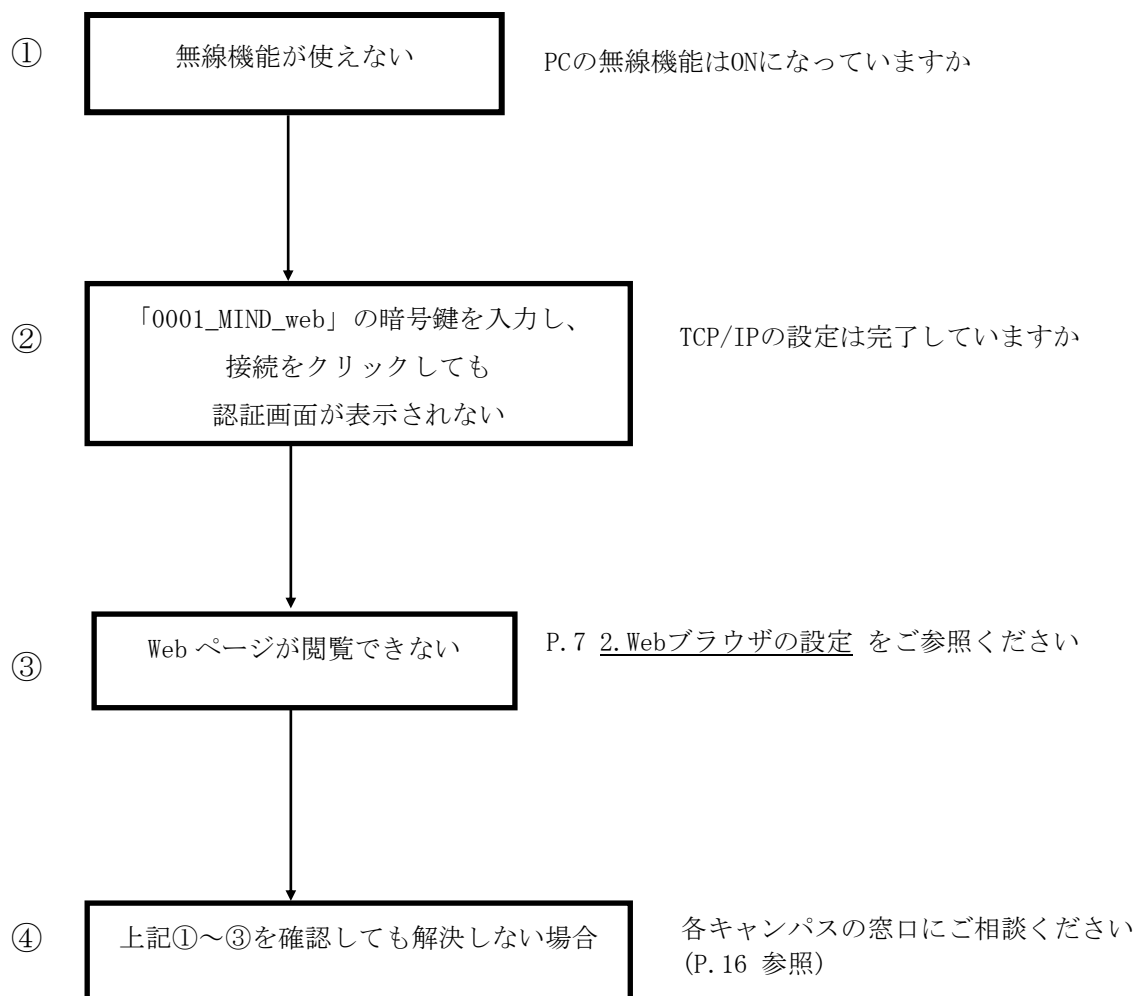 ①
無線機能が使えない
PCの無線機能はONになっていますか
②
「0001_MIND_web」の暗号鍵を入力し、
接続をクリックしても
認証画面が表示されない
TCP/IPの設定は完了していますか
③
Web ページが閲覧できない
P.7 2.Webブラウザの設定 をご参照ください
④
上記①～③を確認しても解決しない場合
各キャンパスの窓口にご相談ください
(P.16 参照)